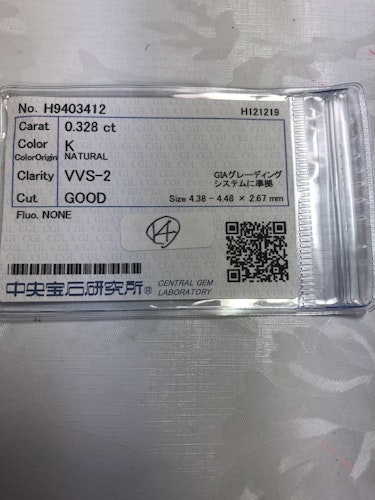 No. H9403412
H121219
Carat 0.328 ct
Color K
ColorOrigin NATURAL
Clarity VVS-2
GIAグレーディング
システムに準拠
Cut GOOD
Size 4.38 - 4.48 × 2.67 mm
Fluo. NONE
中央宝石研究所®
CENTRAL GEM
LABORATORY